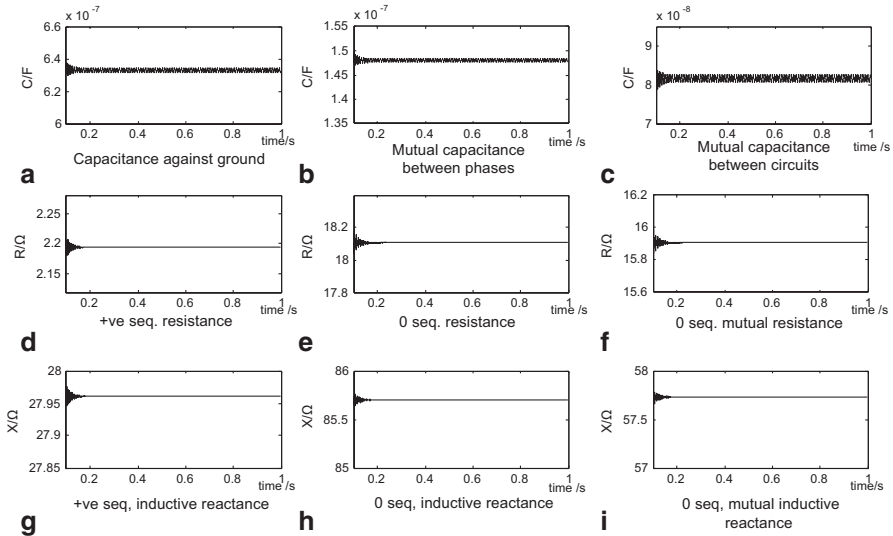 x 10⁻⁷
6.6
6.4
6.2
6
C/F
0.2 0.4 0.6 0.8 1
time/s
Capacitance against ground
a
x 10⁻⁷
1.55
1.5
1.45
1.4
1.35
C/F
0.2 0.4 0.6 0.8 1
time/s
Mutual capacitance
between phases
b
x 10⁻⁸
9
8
7
C/F
0.2 0.4 0.6 0.8 1
time/s
Mutual capacitance
between circuits
c
2.25
2.2
2.15
R/Ω
0.2 0.4 0.6 0.8 1
time /s
+ve seq. resistance
d
18.2
18
17.8
R/Ω
0.2 0.4 0.6 0.8 1
time /s
0 seq. resistance
e
16.2
16
15.8
15.6
R/Ω
0.2 0.4 0.6 0.8 1
time /s
0 seq. mutual resistance
f
28
27.95
27.9
27.85
X/Ω
0.2 0.4 0.6 0.8 1
time /s
+ve seq, inductive reactance
g
86
85.5
85
X/Ω
0.2 0.4 0.6 0.8 1
time /s
0 seq, inductive reactance
h
58
57.5
57
X/Ω
0.2 0.4 0.6 0.8 1
time/s
0 seq, mutual inductive
reactance
i